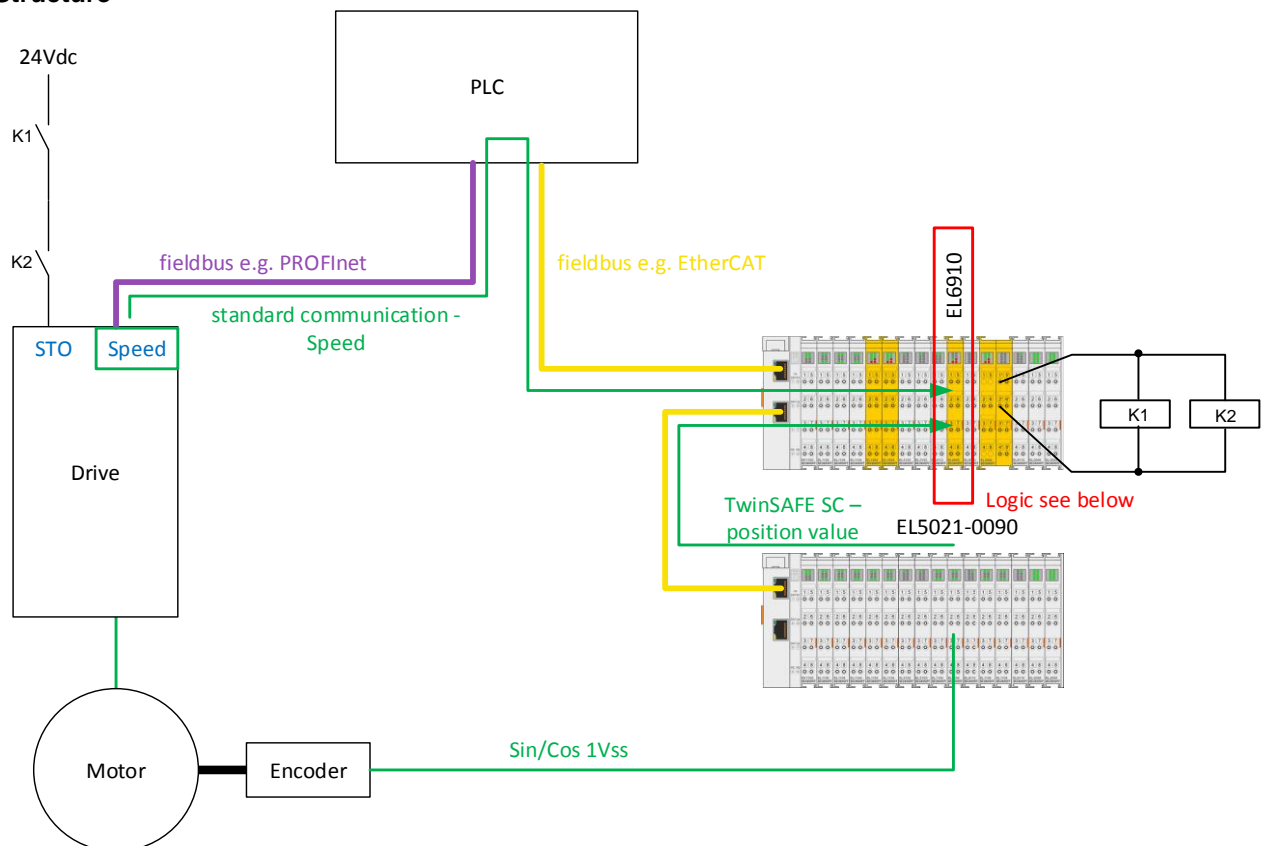 Structure
24Vdc
PLC
K1
K2
fieldbus e.g. PROFInet
fieldbus e.g. EtherCAT
EL6910
standard communication -
Speed
STO
Speed
K1
K2
Drive
TwinSAFE SC –
position value
Logic see below
EL5021-0090
Sin/Cos 1Vss
Motor
Encoder